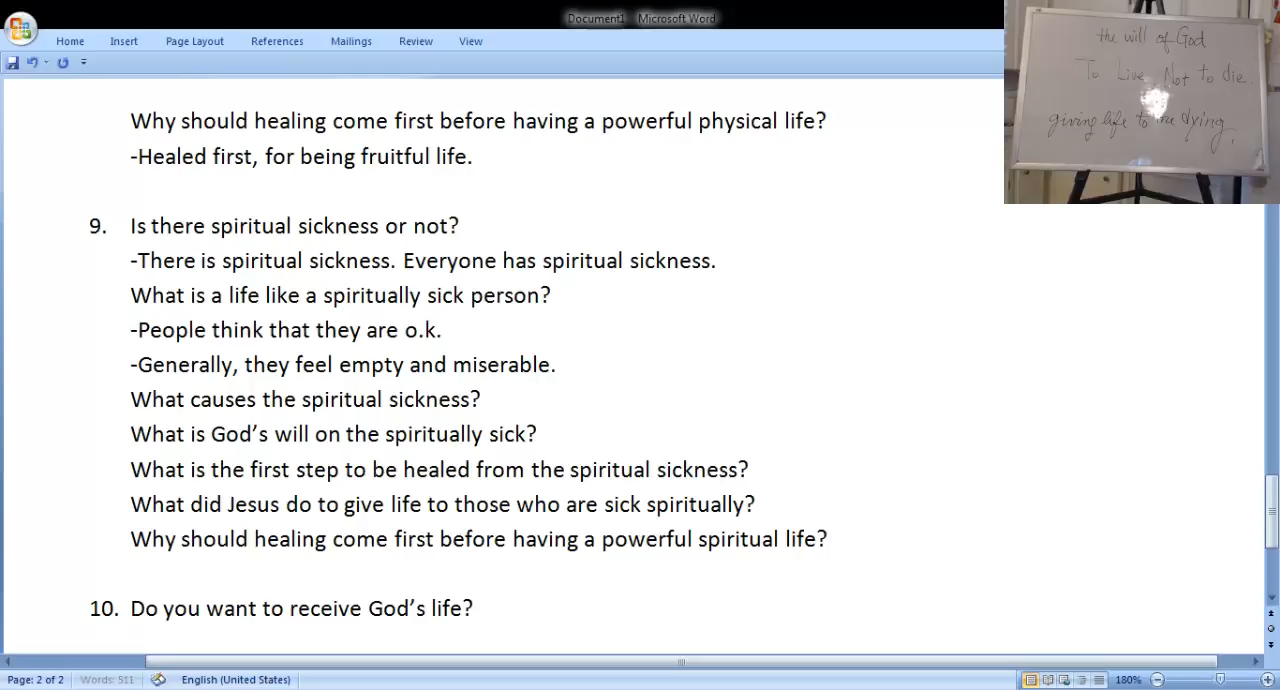 Document1 Microsoft Word
Home Insert Page Layout References Mailings Review View
the will of God
To Live, Not to die.
giving life to the dying,
Why should healing come first before having a powerful physical life?
-Healed first, for being fruitful life.
9. Is there spiritual sickness or not?
-There is spiritual sickness. Everyone has spiritual sickness.
What is a life like a spiritually sick person?
-People think that they are o.k.
-Generally, they feel empty and miserable.
What causes the spiritual sickness?
What is God’s will on the spiritually sick?
What is the first step to be healed from the spiritual sickness?
What did Jesus do to give life to those who are sick spiritually?
Why should healing come first before having a powerful spiritual life?
10. Do you want to receive God’s life?
Page: 2 of 2 Words: 511 English (United States) 180%